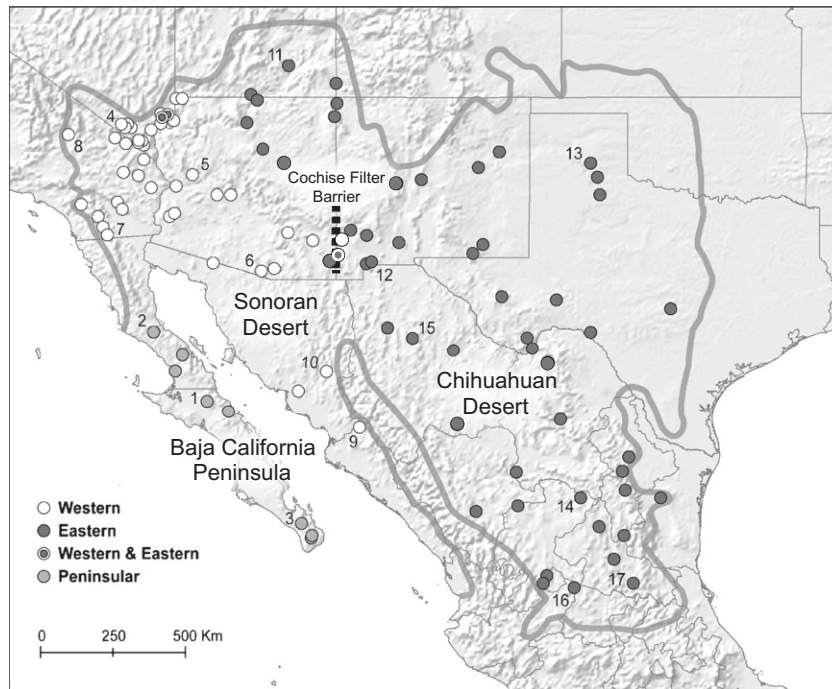 11
4
8
5
13
Cochise Filter
Barrier
7
6
12
Sonoran
Desert
2
15
10
Chihuahuan
Desert
1
9
Baja California
Peninsula
Western
Eastern
Western & Eastern
Peninsular
3
14
17
16
0 250 500 Km